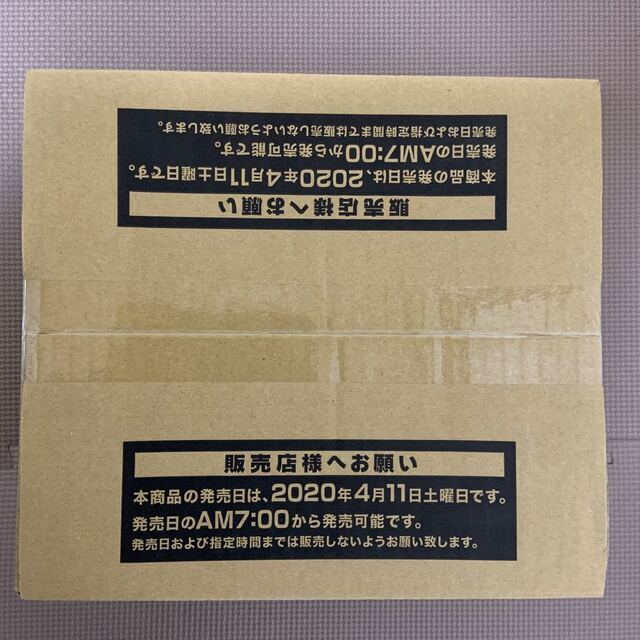 発売日および指定時間までは販売しないようお願い致します。
発売日のAM7:00から発売可能です。
本商品の発売日は、2020年4月11日土曜日です。
販売店様へお願い
販売店様へお願い
本商品の発売日は、2020年4月11日土曜日です。
発売日のAM7:00から発売可能です。
発売日および指定時間までは販売しないようお願い致します。